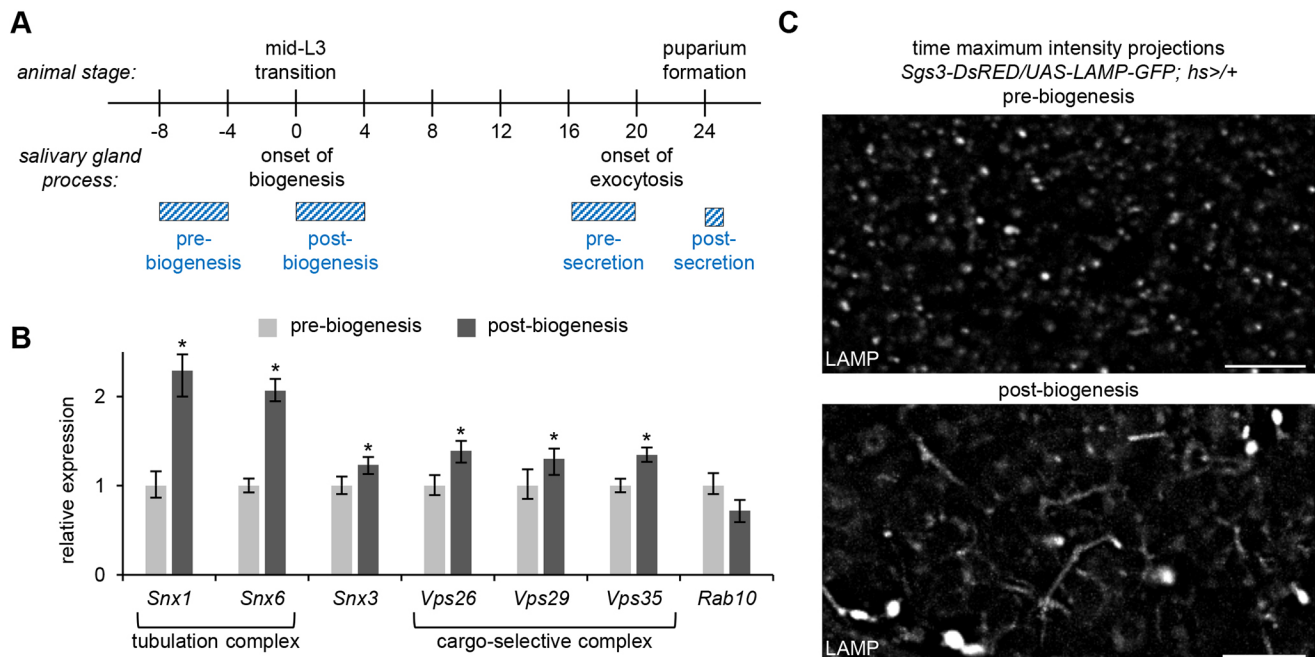 A
animal stage:
mid-L3
transition
puparium
formation
-8 -4 0 4 8 12 16 20 24
salivary gland
process:
onset of
biogenesis
onset of
exocytosis
pre-
biogenesis
post-
biogenesis
pre-
secretion
post-
secretion
B
pre-biogenesis post-biogenesis
relative expression
2
1
0
* * * * * *
Snx1 Snx6 Snx3 Vps26 Vps29 Vps35 Rab10
tubulation complex cargo-selective complex
C
time maximum intensity projections
Sgs3-DsRED/UAS-LAMP-GFP; hs>/+
pre-biogenesis
LAMP
post-biogenesis
LAMP